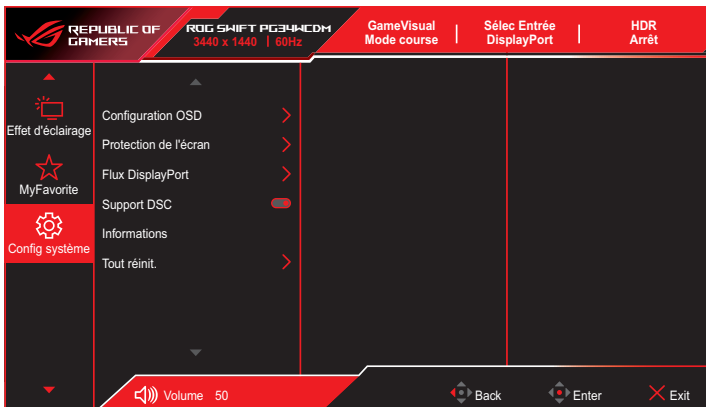 REPUBLIC OF
GAMERS
ROG SWIFT PG34WCDM
3440 x 1440 | 60Hz
GameVisual
Mode course
Sélec Entrée
DisplayPort
HDR
Arrêt
Effet d'éclairage
MyFavorite
Config système
Configuration OSD
Protection de l'écran
Flux DisplayPort
Support DSC
Informations
Tout réinit.
Volume 50
Back
Enter
Exit